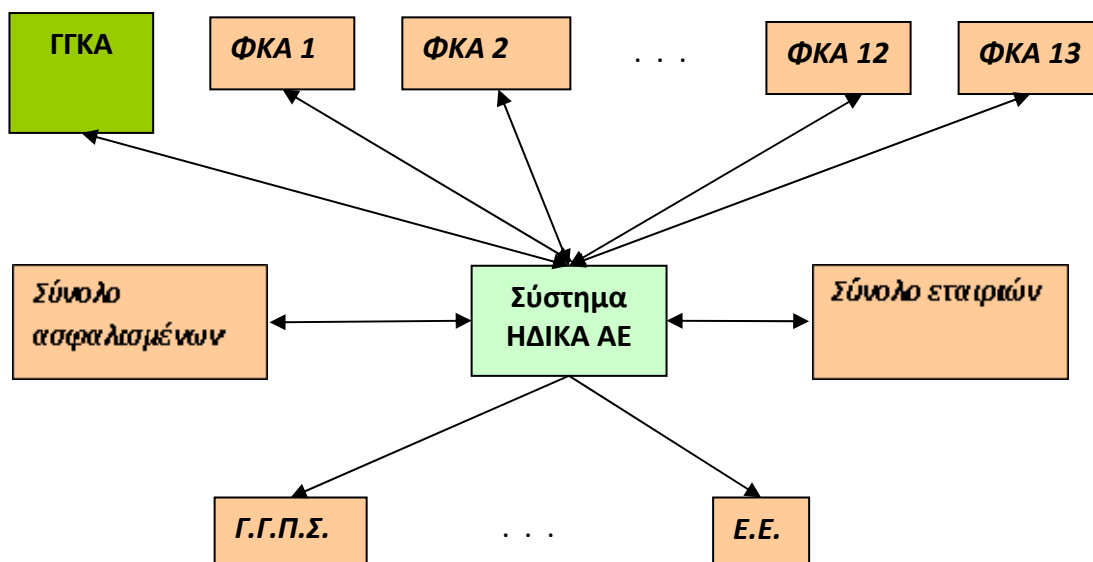 ΓΓΚΑ
ΦΚΑ 1
ΦΚΑ 2
. . .
ΦΚΑ 12
ΦΚΑ 13
Σύνολο
ασφαλισμένων
Σύστημα
ΗΔΙΚΑ ΑΕ
Σύνολο εταιριών
Γ.Γ.Π.Σ.
. . .
Ε.Ε.